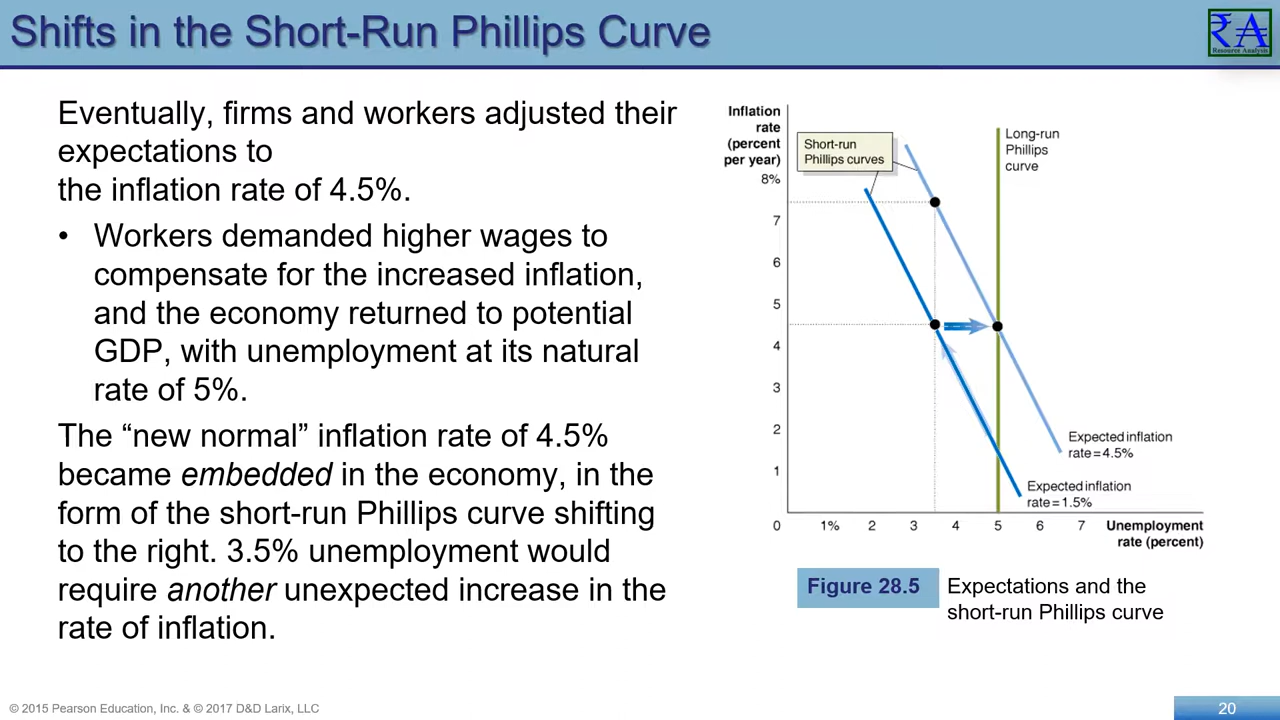 Shifts in the Short-Run Phillips Curve
₹A
Resource Analysis
Eventually, firms and workers adjusted their
expectations to
the inflation rate of 4.5%.
• Workers demanded higher wages to
compensate for the increased inflation,
and the economy returned to potential
GDP, with unemployment at its natural
rate of 5%.
The “new normal” inflation rate of 4.5%
became embedded in the economy, in the
form of the short-run Phillips curve shifting
to the right. 3.5% unemployment would
require another unexpected increase in the
rate of inflation.
Inflation
rate
(percent
per year)
Short-run
Phillips curves
Long-run
Phillips
curve
8%
7
6
5
4
3
2
1
Expected inflation
rate = 4.5%
Expected inflation
rate = 1.5%
0 1% 2 3 4 5 6 7 Unemployment
rate (percent)
Figure 28.5 Expectations and the
short-run Phillips curve
© 2015 Pearson Education, Inc. & © 2017 D&D Larix, LLC
20